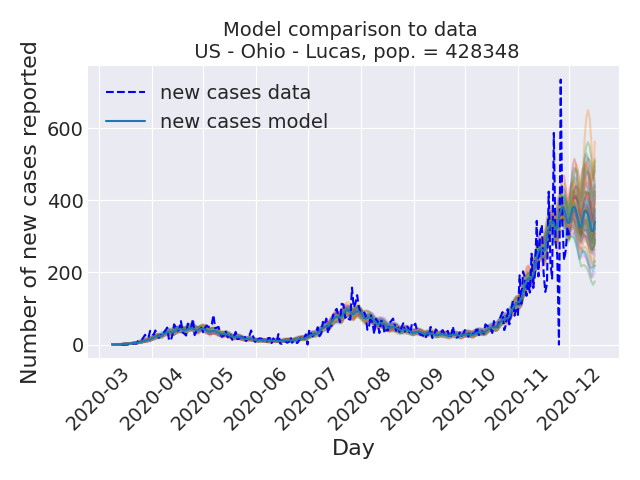 Model comparison to data
US - Ohio - Lucas, pop. = 428348
Number of new cases reported
new cases data
new cases model
600
400
200
0
2020-03
2020-04
2020-05
2020-06
2020-07
2020-08
2020-09
2020-10
2020-11
2020-12
Day